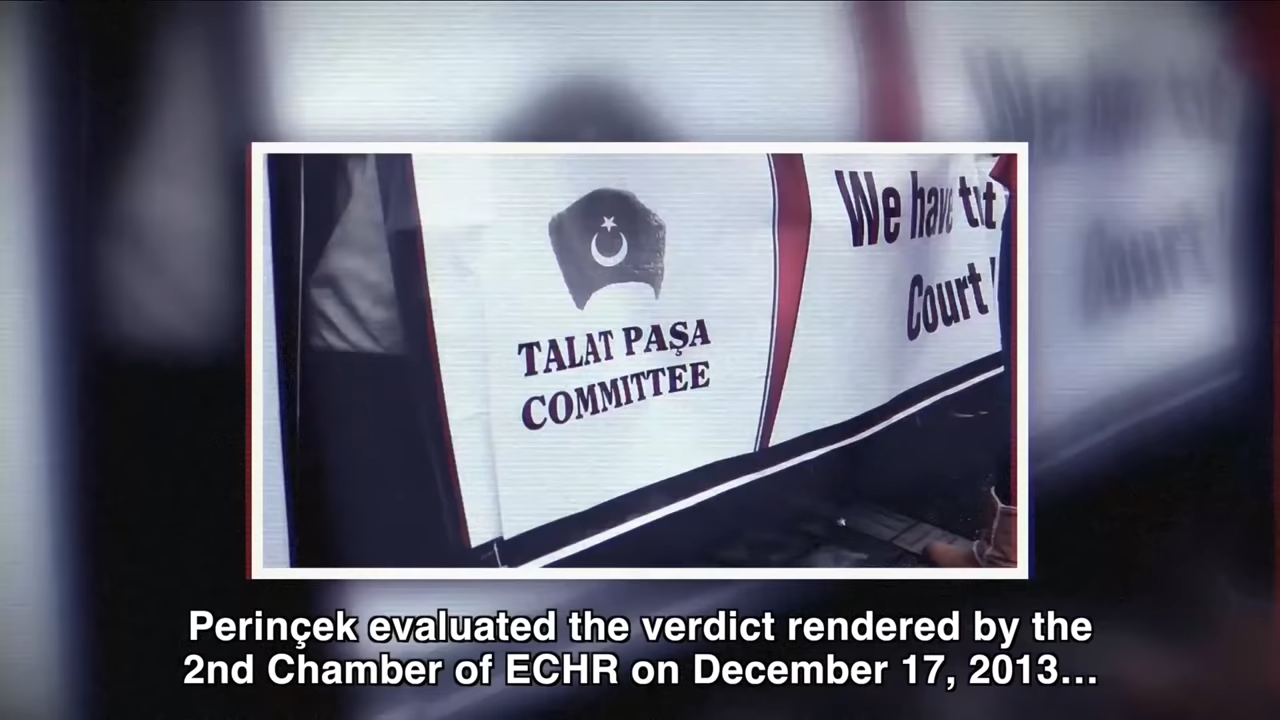 TALAT PAŞA
COMMITTEE
We have
Court
Perinçek evaluated the verdict rendered by the
2nd Chamber of ECHR on December 17, 2013...